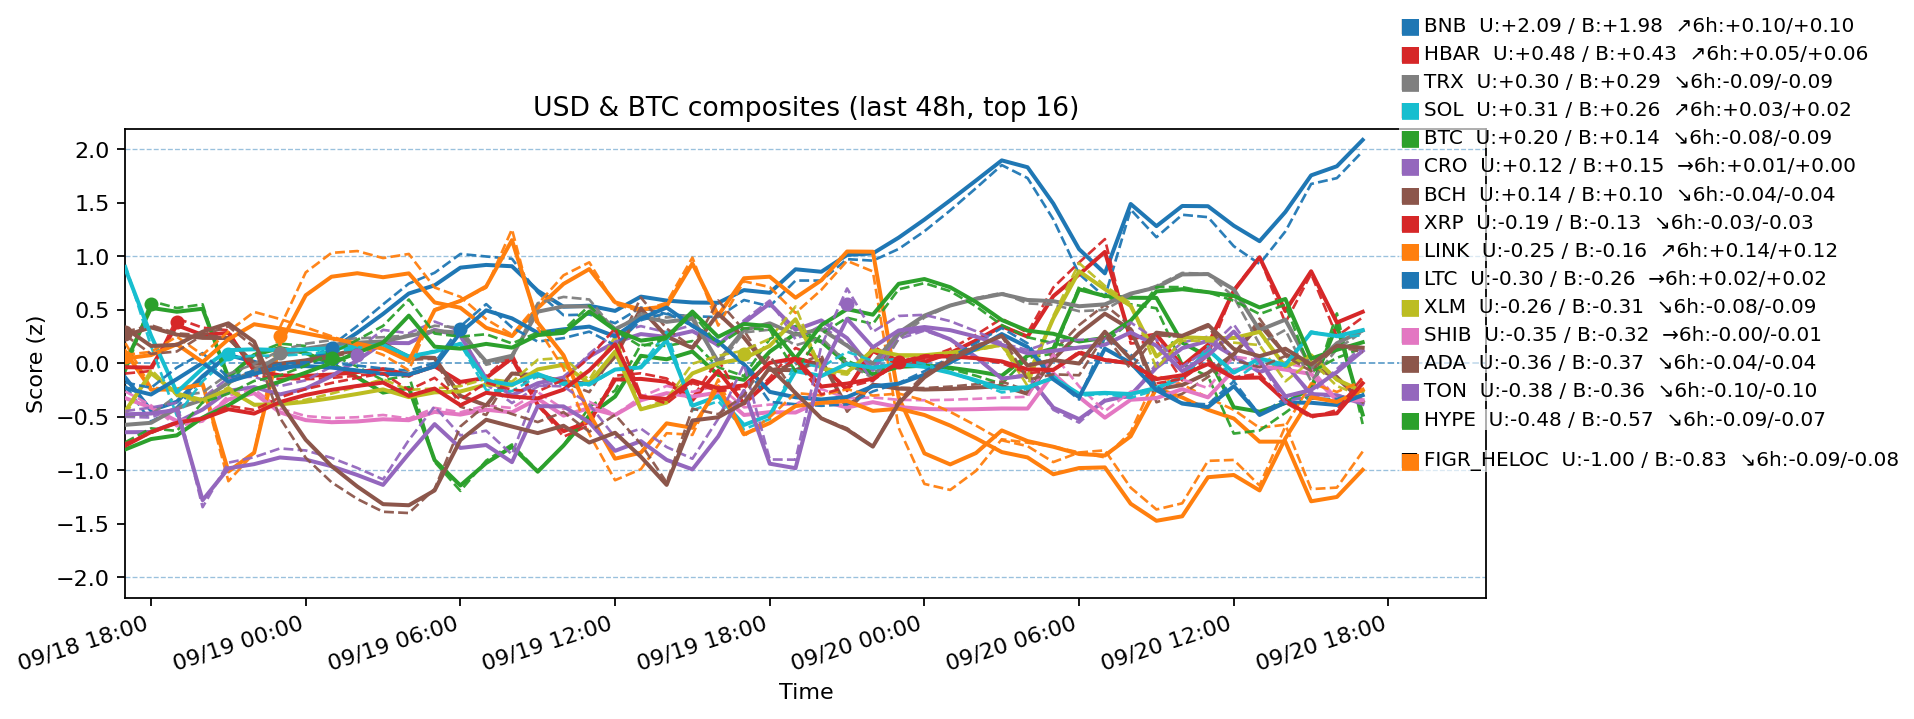 BNB  U:+2.09 / B:+1.98  ↗6h:+0.10/+0.10
HBAR  U:+0.48 / B:+0.43  ↗6h:+0.05/+0.06
TRX  U:+0.30 / B:+0.29  ↘6h:-0.09/-0.09
SOL  U:+0.31 / B:+0.26  ↗6h:+0.03/+0.02
BTC  U:+0.20 / B:+0.14  ↘6h:-0.08/-0.09
CRO  U:+0.12 / B:+0.15  →6h:+0.01/+0.00
BCH  U:+0.14 / B:+0.10  ↘6h:-0.04/-0.04
XRP  U:-0.19 / B:-0.13  ↘6h:-0.03/-0.03
LINK  U:-0.25 / B:-0.16  ↗6h:+0.14/+0.12
LTC  U:-0.30 / B:-0.26  →6h:+0.02/+0.02
XLM  U:-0.26 / B:-0.31  ↘6h:-0.08/-0.09
SHIB  U:-0.35 / B:-0.32  →6h:-0.00/-0.01
ADA  U:-0.36 / B:-0.37  ↘6h:-0.04/-0.04
TON  U:-0.38 / B:-0.36  ↘6h:-0.10/-0.10
HYPE  U:-0.48 / B:-0.57  ↘6h:-0.09/-0.07
FIGR_HELOC  U:-1.00 / B:-0.83  ↘6h:-0.09/-0.08
USD & BTC composites (last 48h, top 16)
Score (z)
2.0
1.5
1.0
0.5
0.0
−0.5
−1.0
−1.5
−2.0
09/18 18:00
09/19 00:00
09/19 06:00
09/19 12:00
09/19 18:00
09/20 00:00
09/20 06:00
09/20 12:00
09/20 18:00
Time